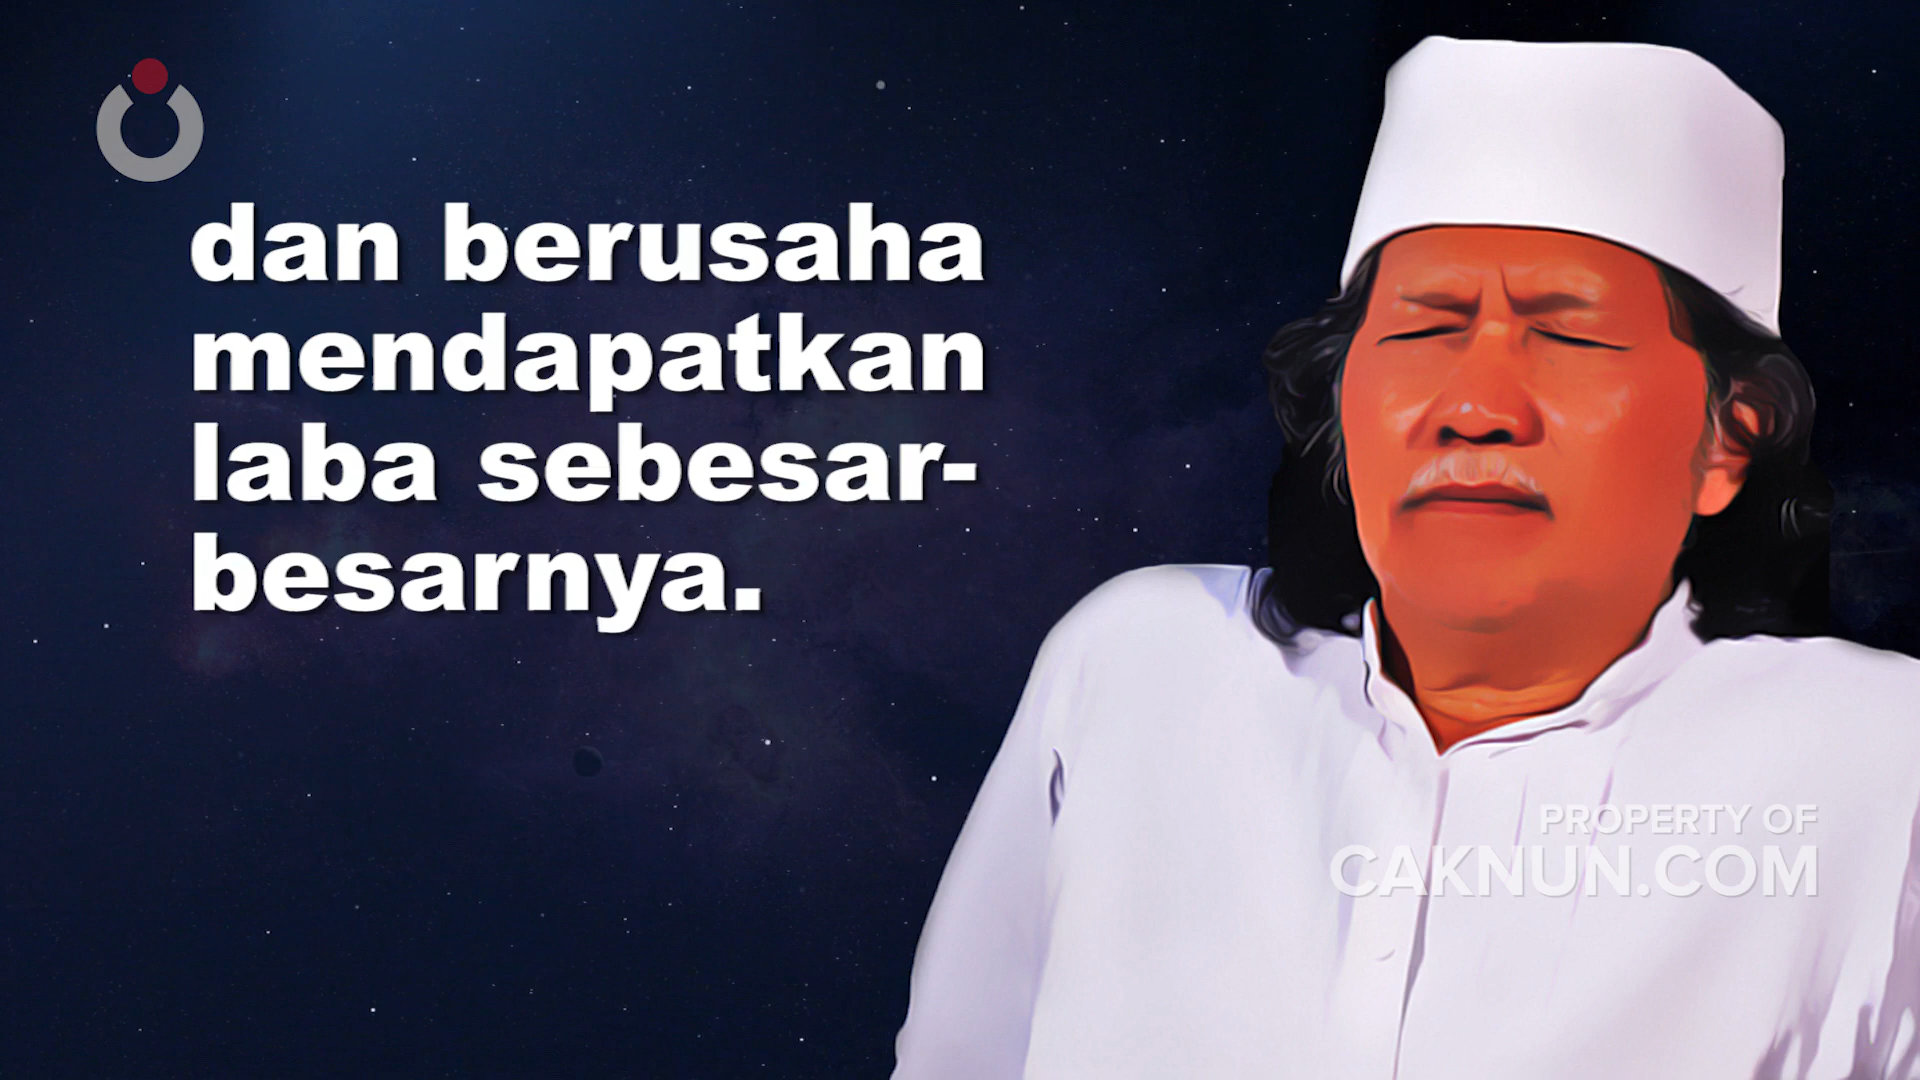 dan berusaha
mendapatkan
laba sebesar-
besarnya.
PROPERTY OF
CAKNUN.COM